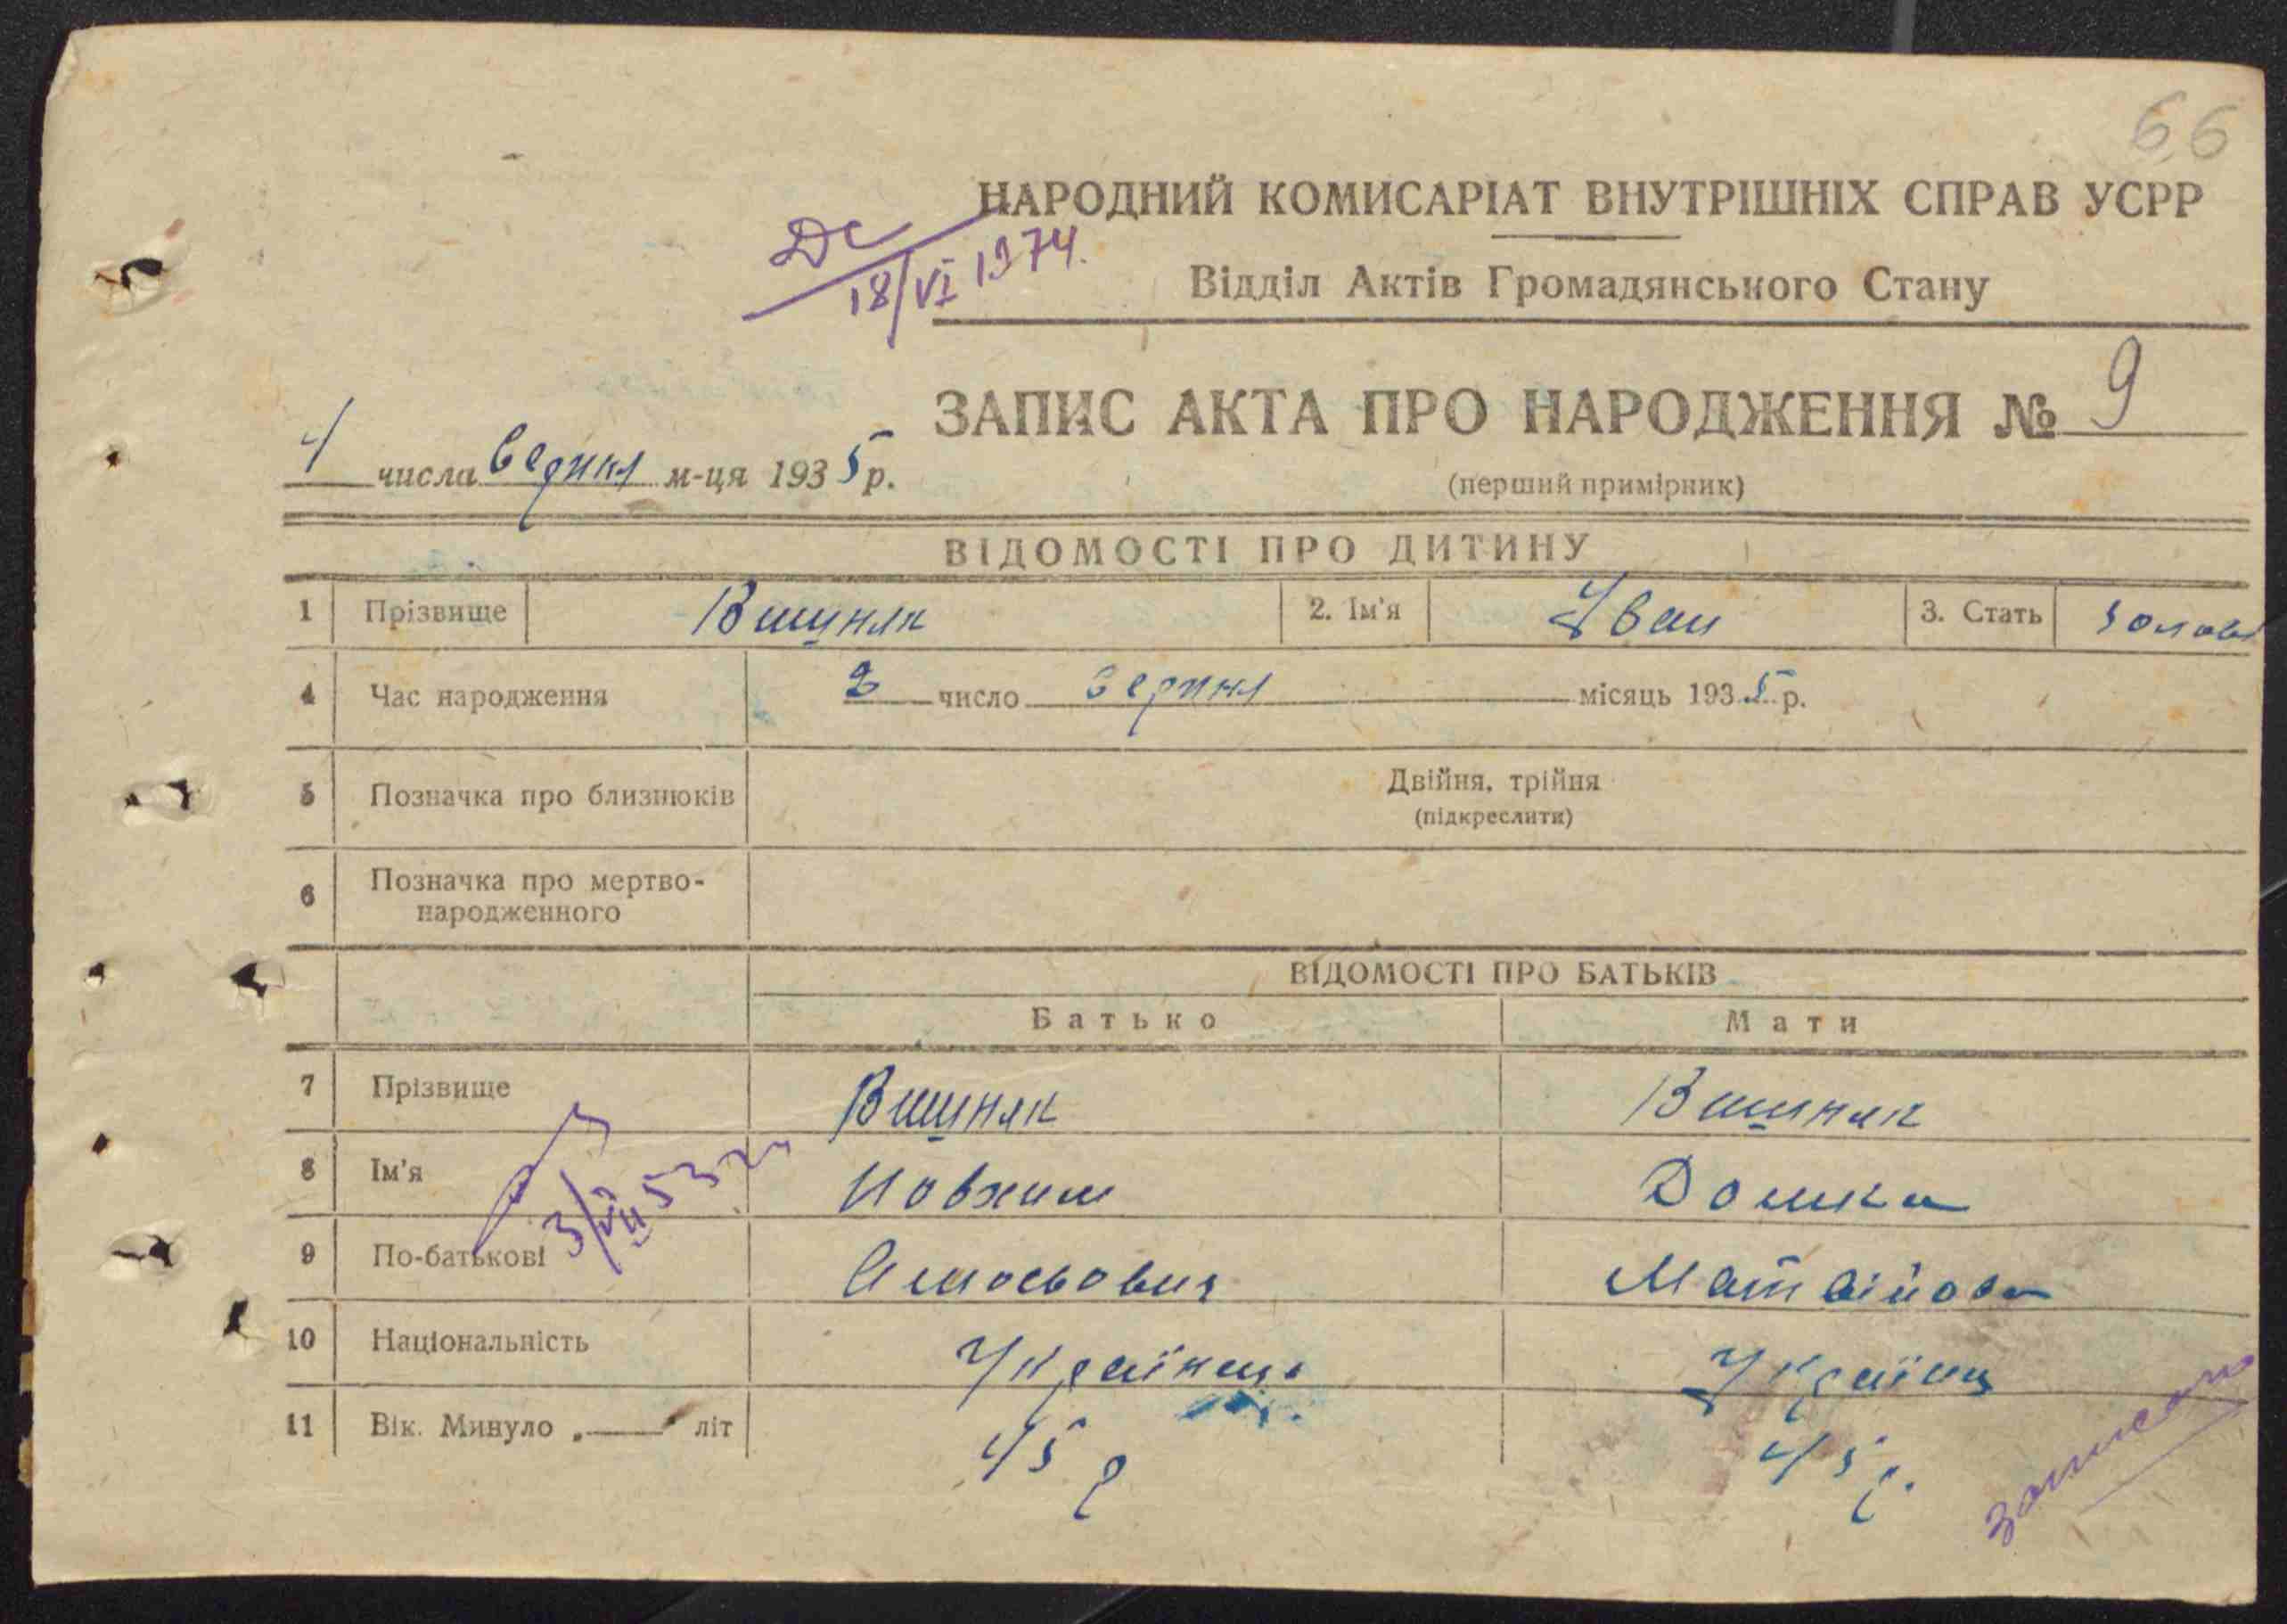 66
НАРОДНИЙ КОМИСАРІАТ ВНУТРІШНІХ СПРАВ УСРР
ДС
18/VI 1974.
Відділ Актів Громадянського Стану
ЗАПИС АКТА ПРО НАРОДЖЕННЯ № 9
4 числа Серпня м-ця 1935 р.
(перший примірник)
ВІДОМОСТІ ПРО ДИТИНУ
1 Прізвище Вишняк 2. Ім'я Іван 3. Стать
4 Час народження 2 число серпня місяць 1935 р.
5 Позначка про близнюків Двійня, трійня
(підкреслити)
6 Позначка про мертво-
народженного
ВІДОМОСТІ ПРО БАТЬКІВ
Батько Мати
7 Прізвище Вишняк Вишняк
8 Ім'я Йовхим Домка
9 По-батькові Матвійова
10 Національність Українець
11 Вік. Минуло літ 45 р 45 р.
записано